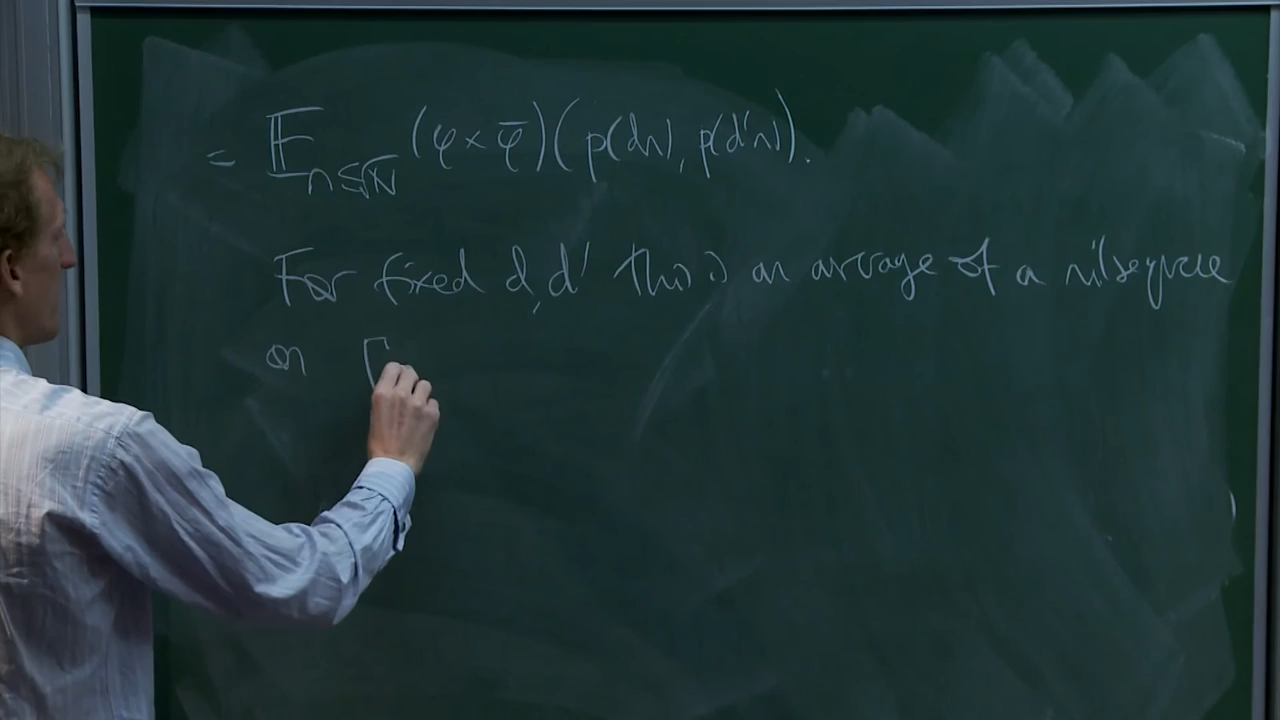 = 𝔼_{n≤√N} (φ × φ̄)(p(dn), p(d'n)).
For fixed d, d' this is an average of a nilsequence
on Γ